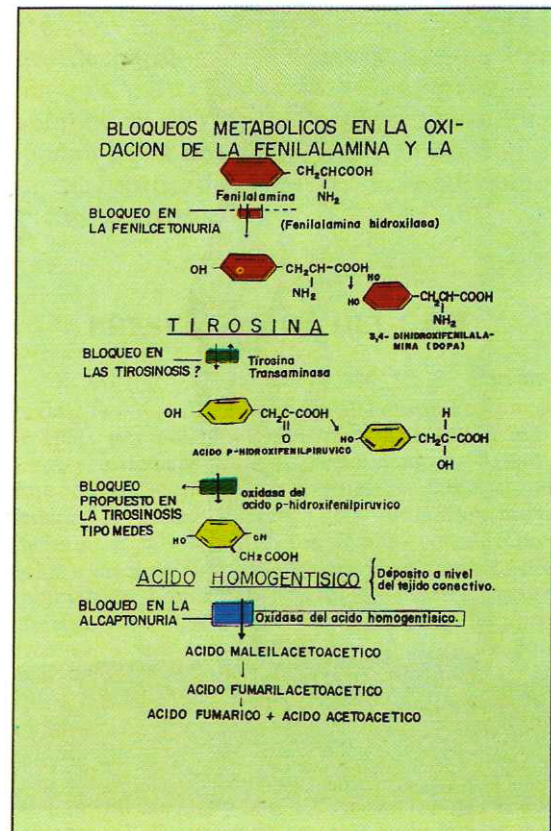 BLOQUEOS METABOLICOS EN LA OXI-
DACION DE LA FENILALAMINA Y LA
CH2CHCOOH
NH2
Fenilalamina
BLOQUEO EN
LA FENILCETONURIA
(Fenilalamina hidroxilasa)
OH
CH2CH-COOH
NH2
HO
HO
CH2CH-COOH
NH2
3,4- DIHIDROXIFENILALA-
MINA (DOPA)
TIROSINA
BLOQUEO EN
LAS TIROSINOSIS ?
Tirosina
Transaminasa
OH
CH2-C-COOH
O
ACIDO P-HIDROXIFENILPIRUVICO
H
HO
CH2-C-COOH
OH
BLOQUEO
PROPUESTO EN
LA TIROSINOSIS
TIPO MEDES
oxidasa del
acido p-hidroxifenilpiruvico
HO
OH
CH2COOH
ACIDO HOMOGENTISICO
Déposito a nivel
del tejido conectivo.
BLOQUEO EN LA
ALCAPTONURIA
Oxidasa del acido homogentisico.
ACIDO MALEILACETOACETICO
ACIDO FUMARILACETOACETICO
ACIDO FUMARICO + ACIDO ACETOACETICO